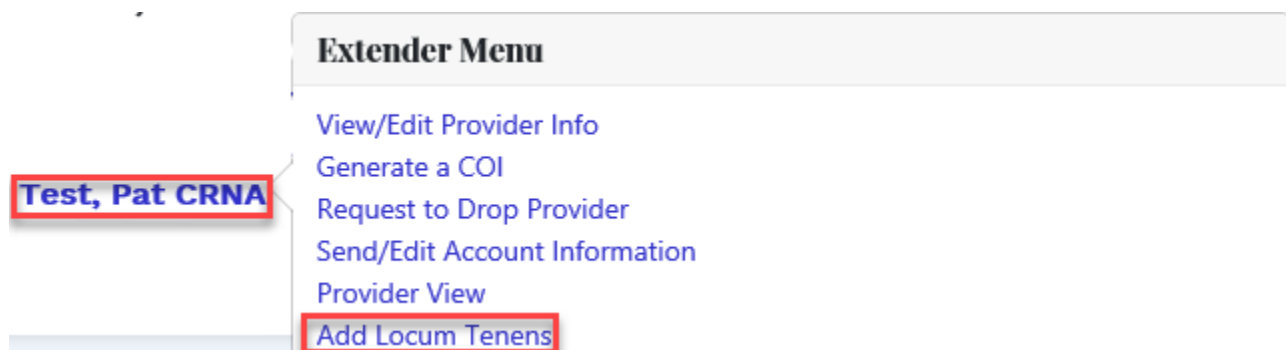 Extender Menu
View/Edit Provider Info
Generate a COI
Test, Pat CRNA
Request to Drop Provider
Send/Edit Account Information
Provider View
Add Locum Tenens